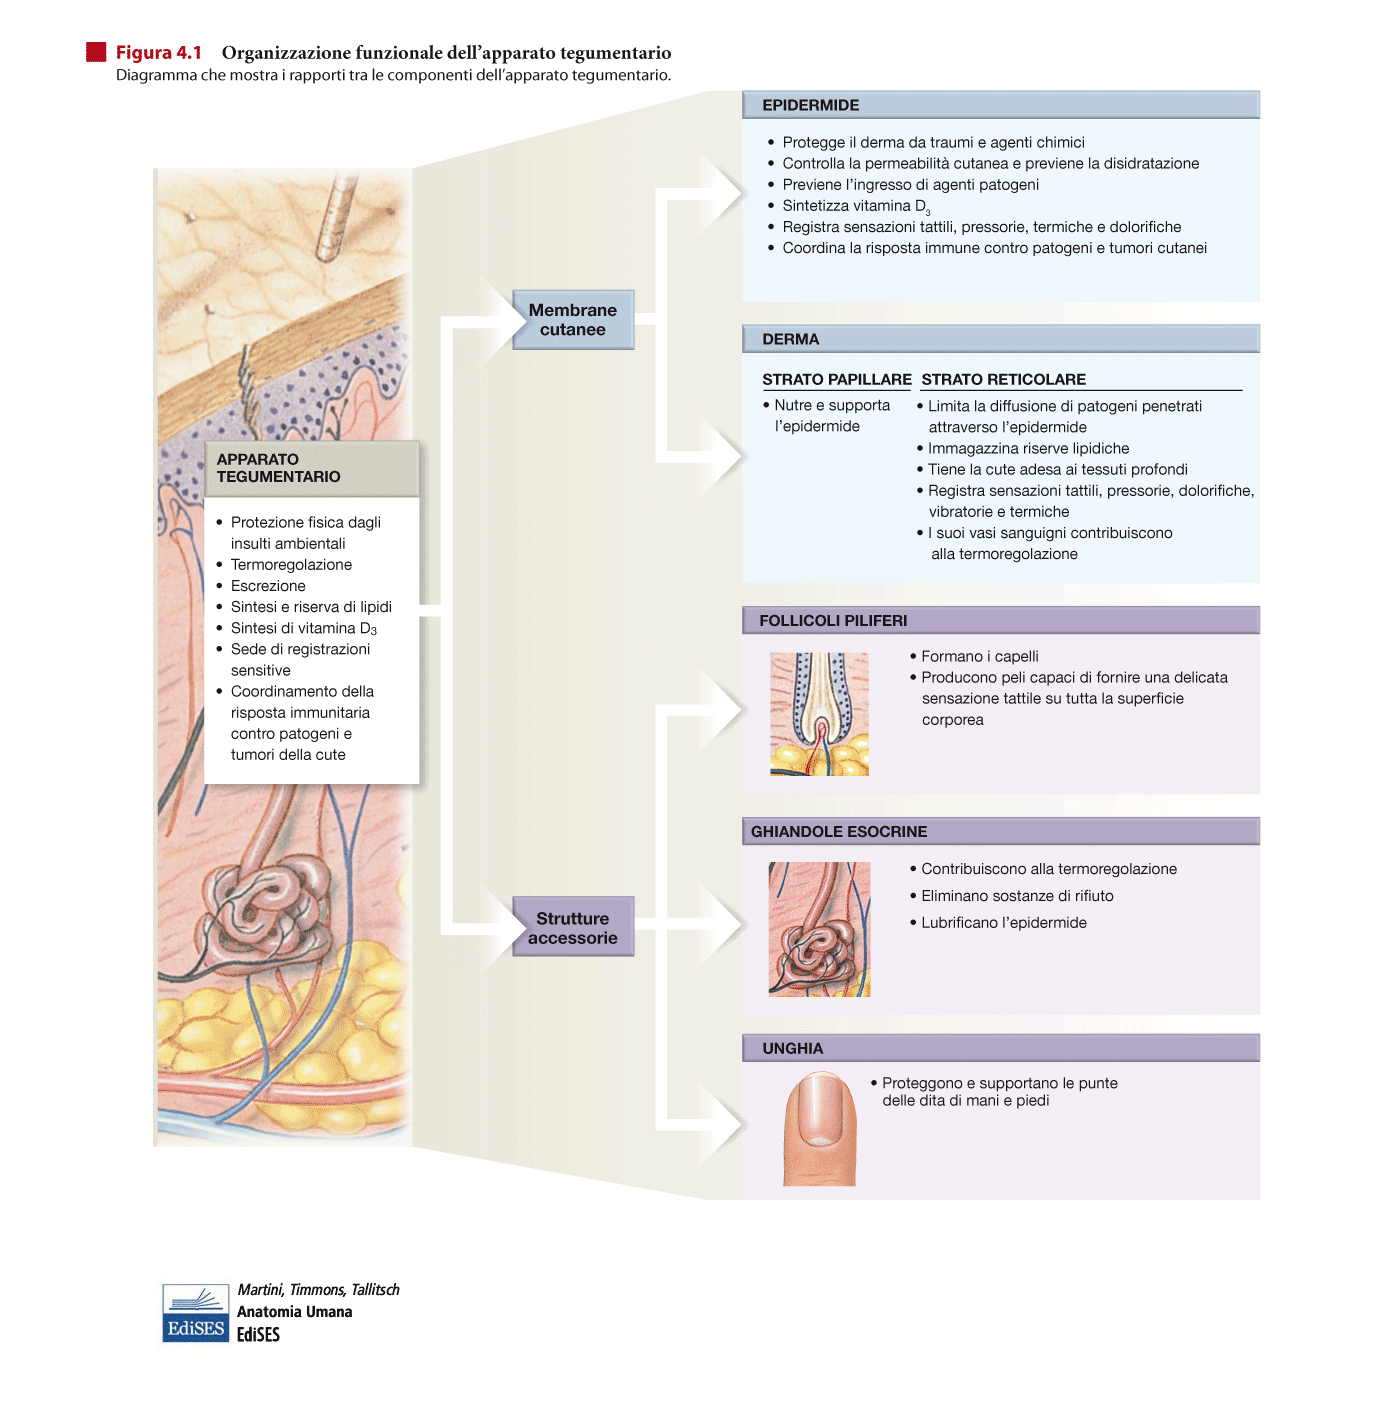 Figura 4.1 Organizzazione funzionale dell’apparato tegumentario
Diagramma che mostra i rapporti tra le componenti dell’apparato tegumentario.
APPARATO
TEGUMENTARIO
• Protezione fisica dagli
insulti ambientali
• Termoregolazione
• Escrezione
• Sintesi e riserva di lipidi
• Sintesi di vitamina D3
• Sede di registrazioni
sensitive
• Coordinamento della
risposta immunitaria
contro patogeni e
tumori della cute
Membrane
cutanee
EPIDERMIDE
• Protegge il derma da traumi e agenti chimici
• Controlla la permeabilità cutanea e previene la disidratazione
• Previene l’ingresso di agenti patogeni
• Sintetizza vitamina D3
• Registra sensazioni tattili, pressorie, termiche e dolorifiche
• Coordina la risposta immune contro patogeni e tumori cutanei
DERMA
STRATO PAPILLARE
• Nutre e supporta
l’epidermide
STRATO RETICOLARE
• Limita la diffusione di patogeni penetrati
attraverso l’epidermide
• Immagazzina riserve lipidiche
• Tiene la cute adesa ai tessuti profondi
• Registra sensazioni tattili, pressorie, dolorifiche,
vibratorie e termiche
• I suoi vasi sanguigni contribuiscono
alla termoregolazione
Strutture
accessorie
FOLLICOLI PILIFERI
• Formano i capelli
• Producono peli capaci di fornire una delicata
sensazione tattile su tutta la superficie
corporea
GHIANDOLE ESOCRINE
• Contribuiscono alla termoregolazione
• Eliminano sostanze di rifiuto
• Lubrificano l’epidermide
UNGHIA
• Proteggono e supportano le punte
delle dita di mani e piedi
EdiSES
Martini, Timmons, Tallitsch
Anatomia Umana
EdiSES